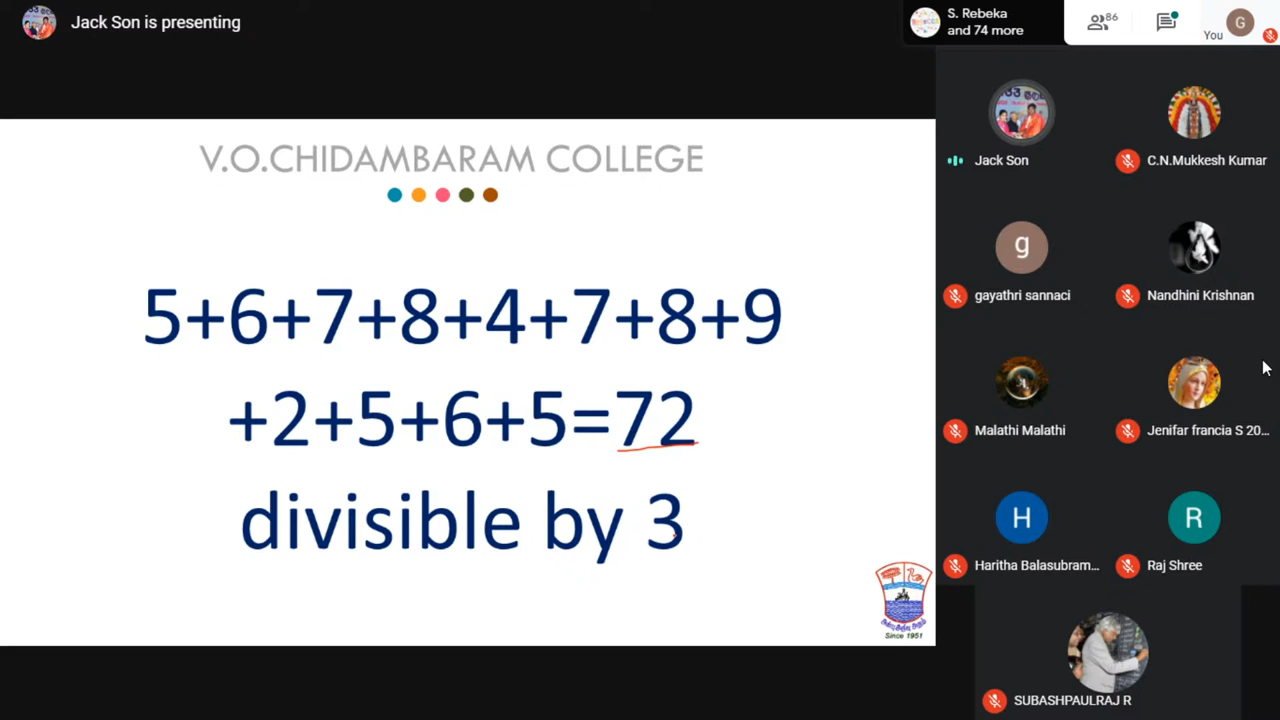 Jack Son is presenting
S. Rebeka
and 74 more
86
G
You
V.O.CHIDAMBARAM COLLEGE
5+6+7+8+4+7+8+9
+2+5+6+5=72
divisible by 3
Since 1951
Jack Son
C.N.Mukkesh Kumar
g
gayathri sannaci
Nandhini Krishnan
Malathi Malathi
Jenifar francia S 20...
H
Haritha Balasubram...
R
Raj Shree
SUBASHPAULRAJ R